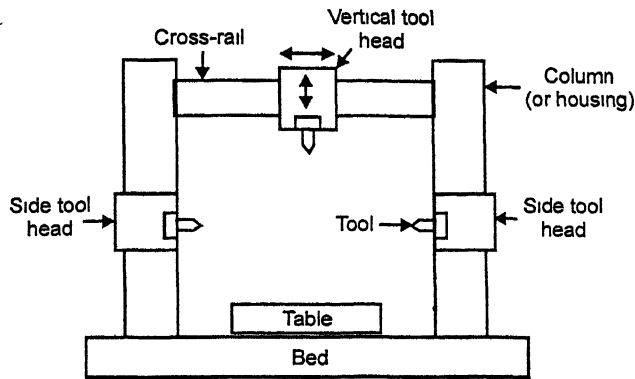 Vertical tool
head
Cross-rail
Column
(or housing)
Side tool
head
Tool
Side tool
head
Table
Bed